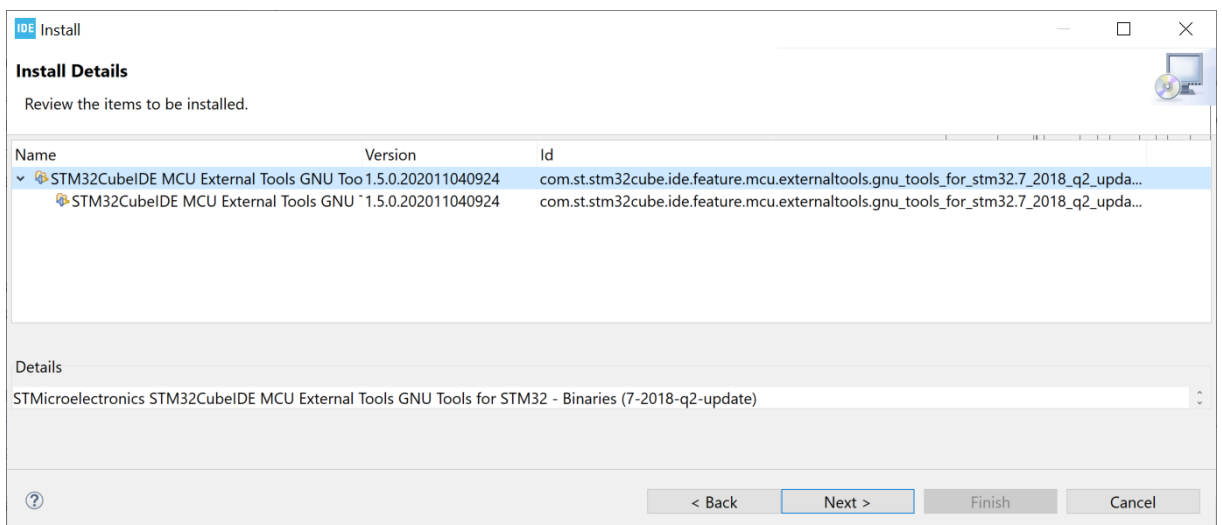 IDE Install
Install Details
Review the items to be installed.
Name Version Id
STM32CubeIDE MCU External Tools GNU Too 1.5.0.202011040924 com.st.stm32cube.ide.feature.mcu.externaltools.gnu_tools_for_stm32.7_2018_q2_upda...
STM32CubeIDE MCU External Tools GNU 1.5.0.202011040924 com.st.stm32cube.ide.feature.mcu.externaltools.gnu_tools_for_stm32.7_2018_q2_upda...
Details
STMicroelectronics STM32CubeIDE MCU External Tools GNU Tools for STM32 - Binaries (7-2018-q2-update)
? < Back Next > Finish Cancel